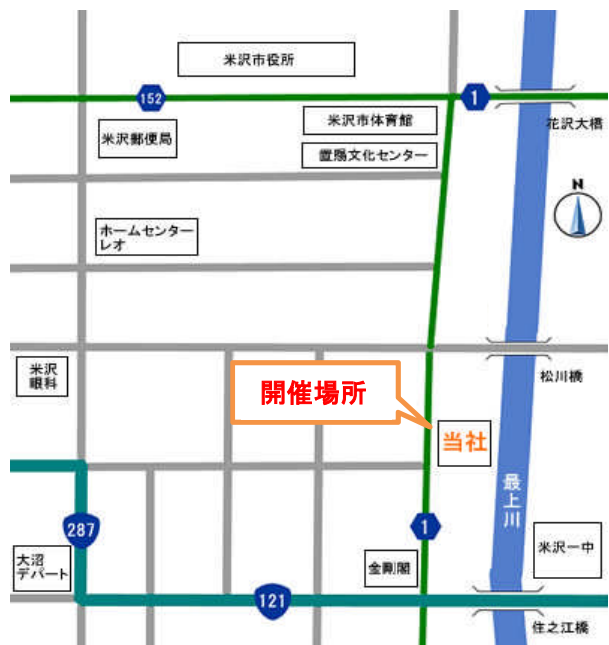 米沢市役所
152
1
米沢市体育館
花沢大橋
米沢郵便局
置賜文化センター
N
ホームセンター
レオ
米沢
眼科
松川橋
開催場所
当社
最上川
287
1
米沢一中
大沼
デパート
金剛閣
121
住之江橋